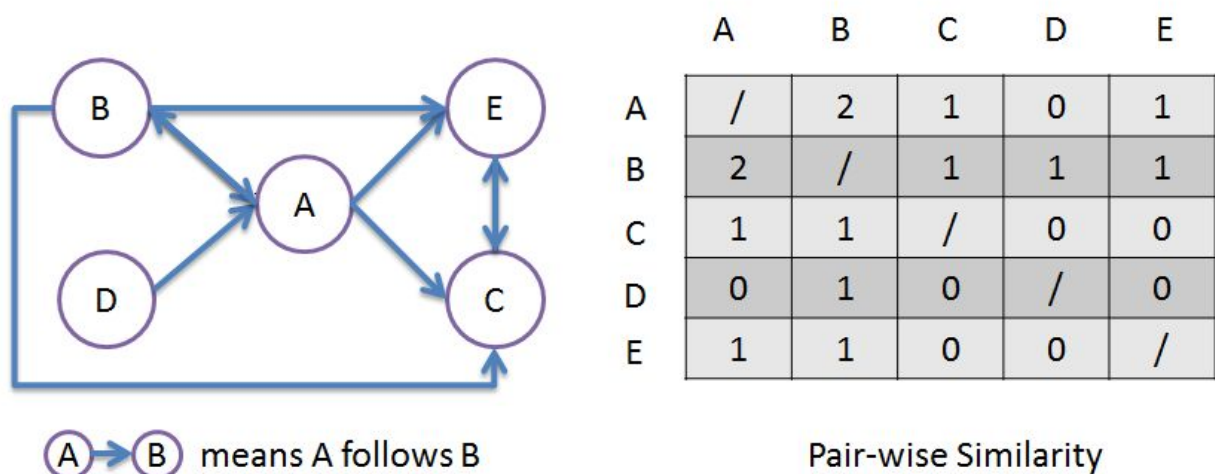 B
E
A
D
C
A B means A follows B
A B C D E
A / 2 1 0 1
B 2 / 1 1 1
C 1 1 / 0 0
D 0 1 0 / 0
E 1 1 0 0 /
Pair-wise Similarity